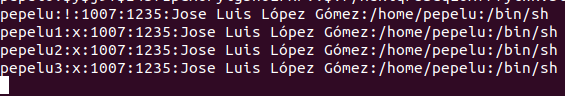 pepelu:!:1007:1235:Jose Luis López Gómez:/home/pepelu:/bin/sh
pepelu1:x:1007:1235:Jose Luis López Gómez:/home/pepelu:/bin/sh
pepelu2:x:1007:1235:Jose Luis López Gómez:/home/pepelu:/bin/sh
pepelu3:x:1007:1235:Jose Luis López Gómez:/home/pepelu:/bin/sh